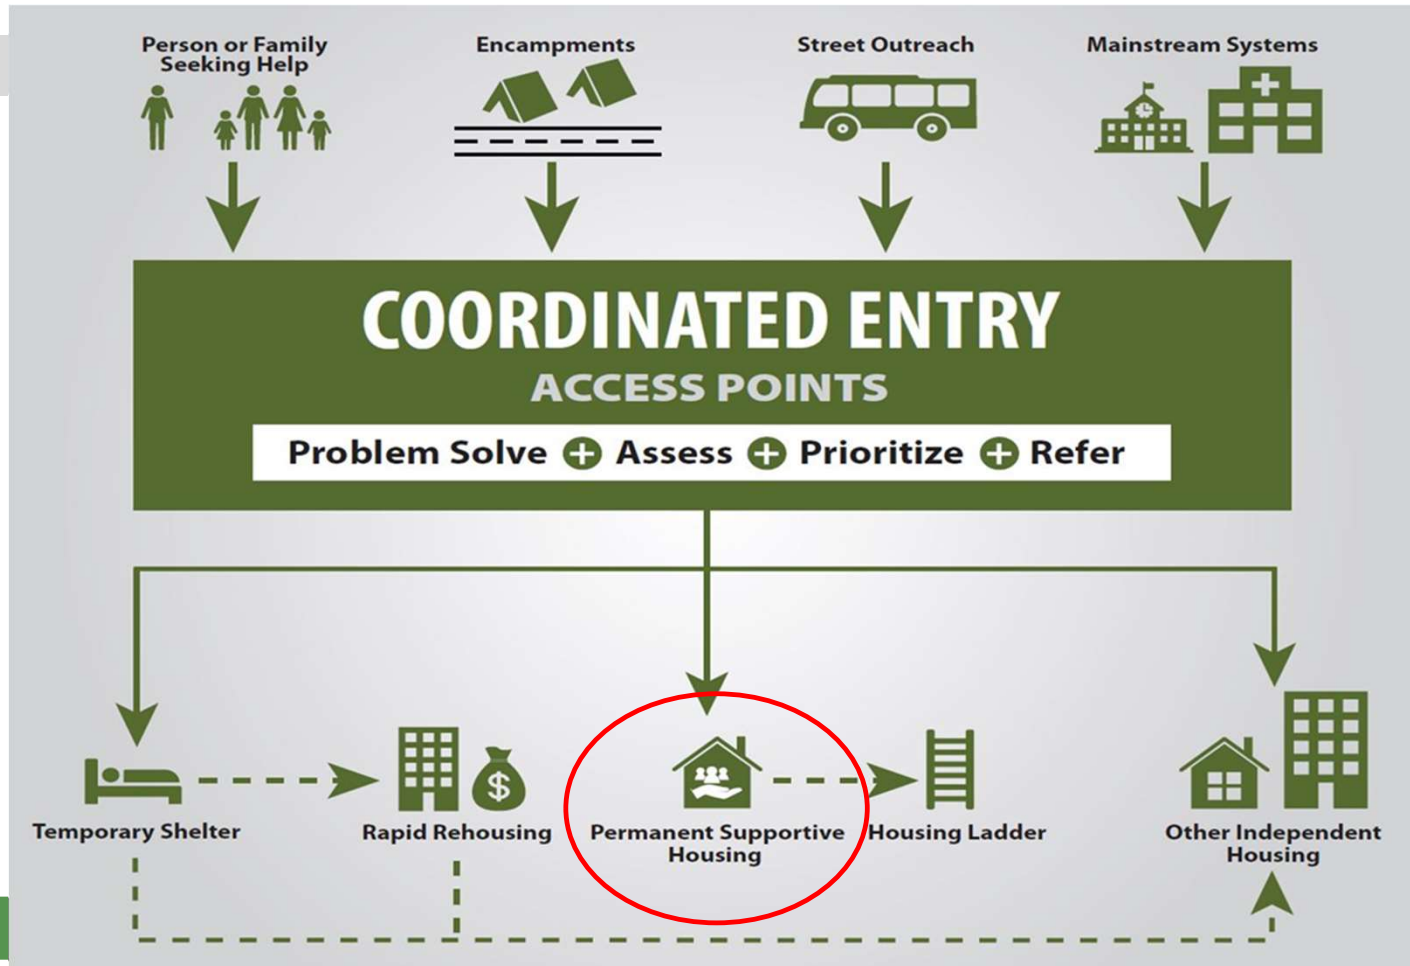 Person or Family
Seeking Help
Encampments
Street Outreach
Mainstream Systems
COORDINATED ENTRY
ACCESS POINTS
Problem Solve + Assess + Prioritize + Refer
$
Temporary Shelter
Rapid Rehousing
Permanent Supportive
Housing
Housing Ladder
Other Independent
Housing